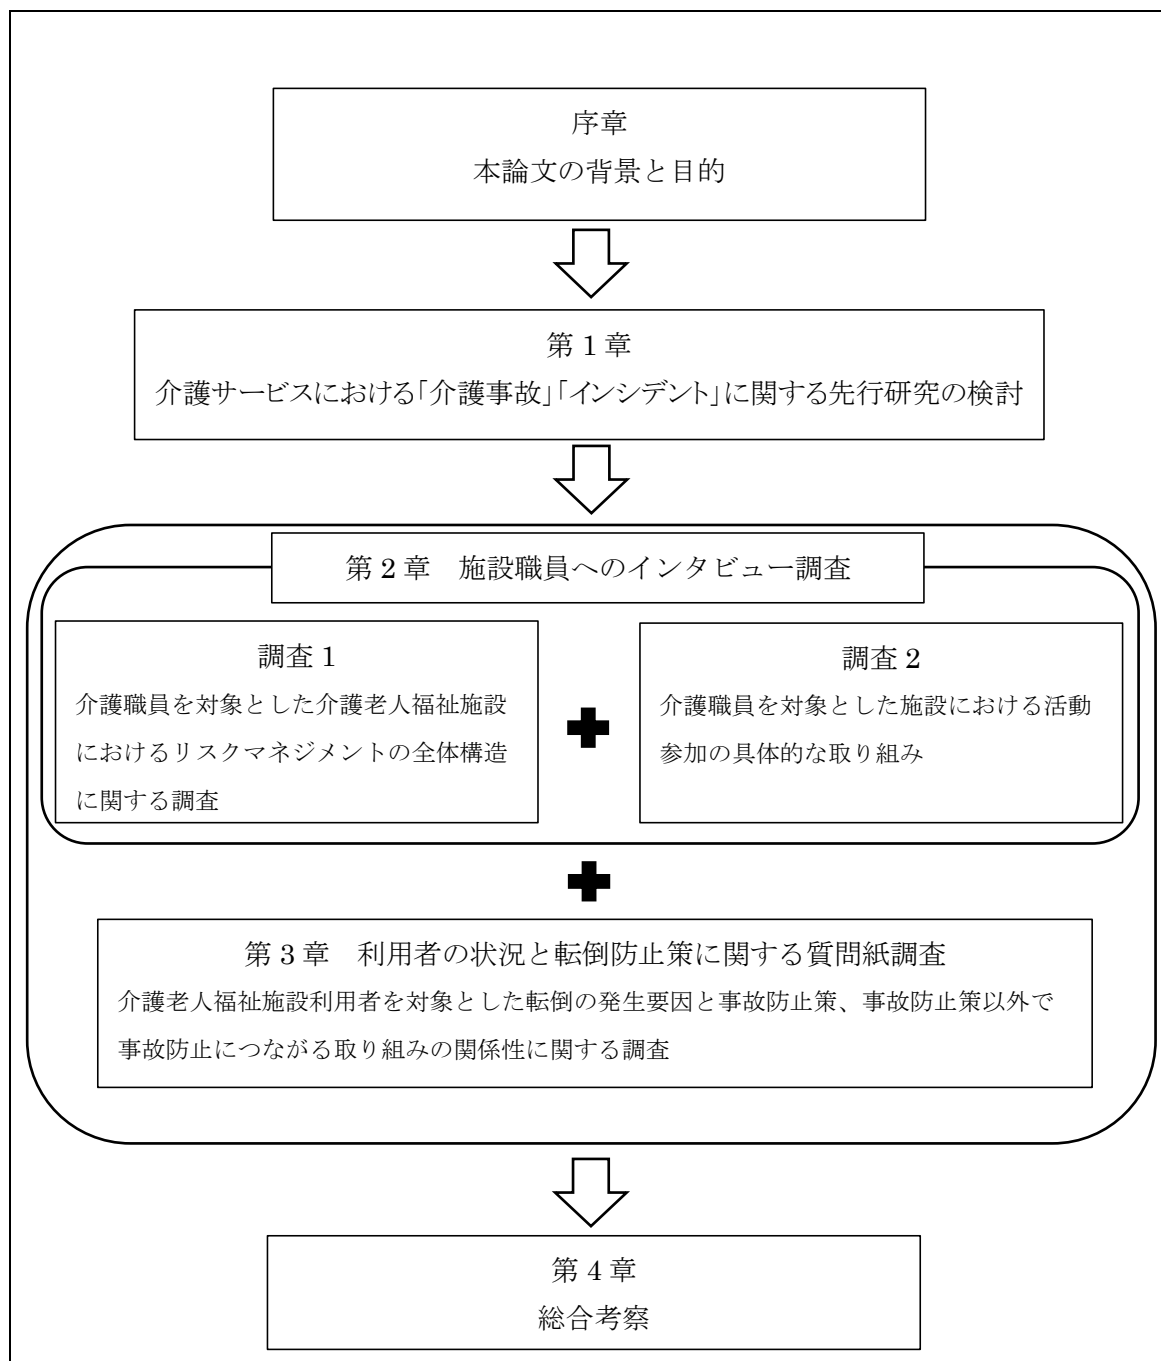 序章
本論文の背景と目的
第 1 章
介護サービスにおける｢介護事故｣｢インシデント｣に関する先行研究の検討
第 2 章　施設職員へのインタビュー調査
調査 1
介護職員を対象とした介護老人福祉施設
におけるリスクマネジメントの全体構造
に関する調査
調査 2
介護職員を対象とした施設における活動
参加の具体的な取り組み
第 3 章　利用者の状況と転倒防止策に関する質問紙調査
介護老人福祉施設利用者を対象とした転倒の発生要因と事故防止策、事故防止策以外で
事故防止につながる取り組みの関係性に関する調査
第 4 章
総合考察